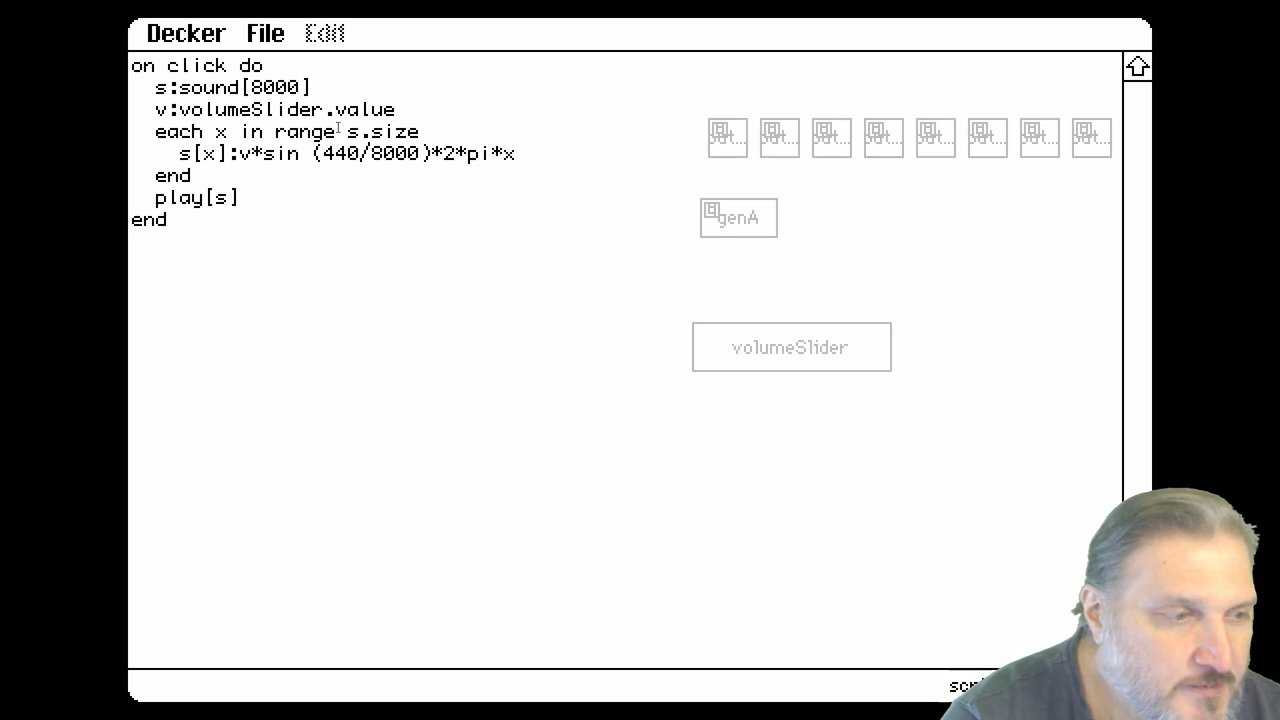 Decker File Edit
on click do
s:sound[8000]
v:volumeSlider.value
each x in range s.size
s[x]:v*sin (440/8000)*2*pi*x
end
play[s]
end
genA
volumeSlider